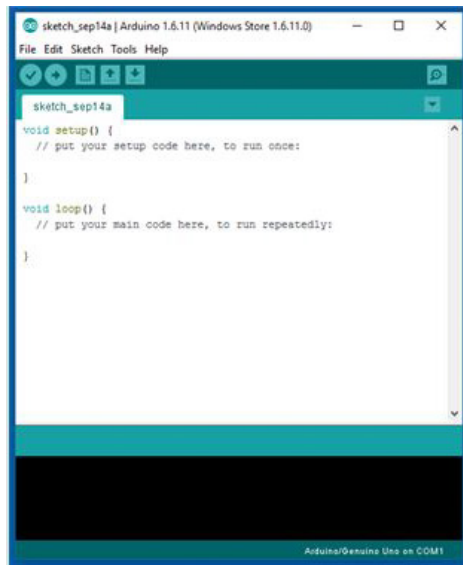 sketch_sep14a | Arduino 1.6.11 (Windows Store 1.6.11.0)
File Edit Sketch Tools Help
sketch_sep14a
void setup() {
// put your setup code here, to run once:
}
void loop() {
// put your main code here, to run repeatedly:
}
Arduino/Genuino Uno on COM1